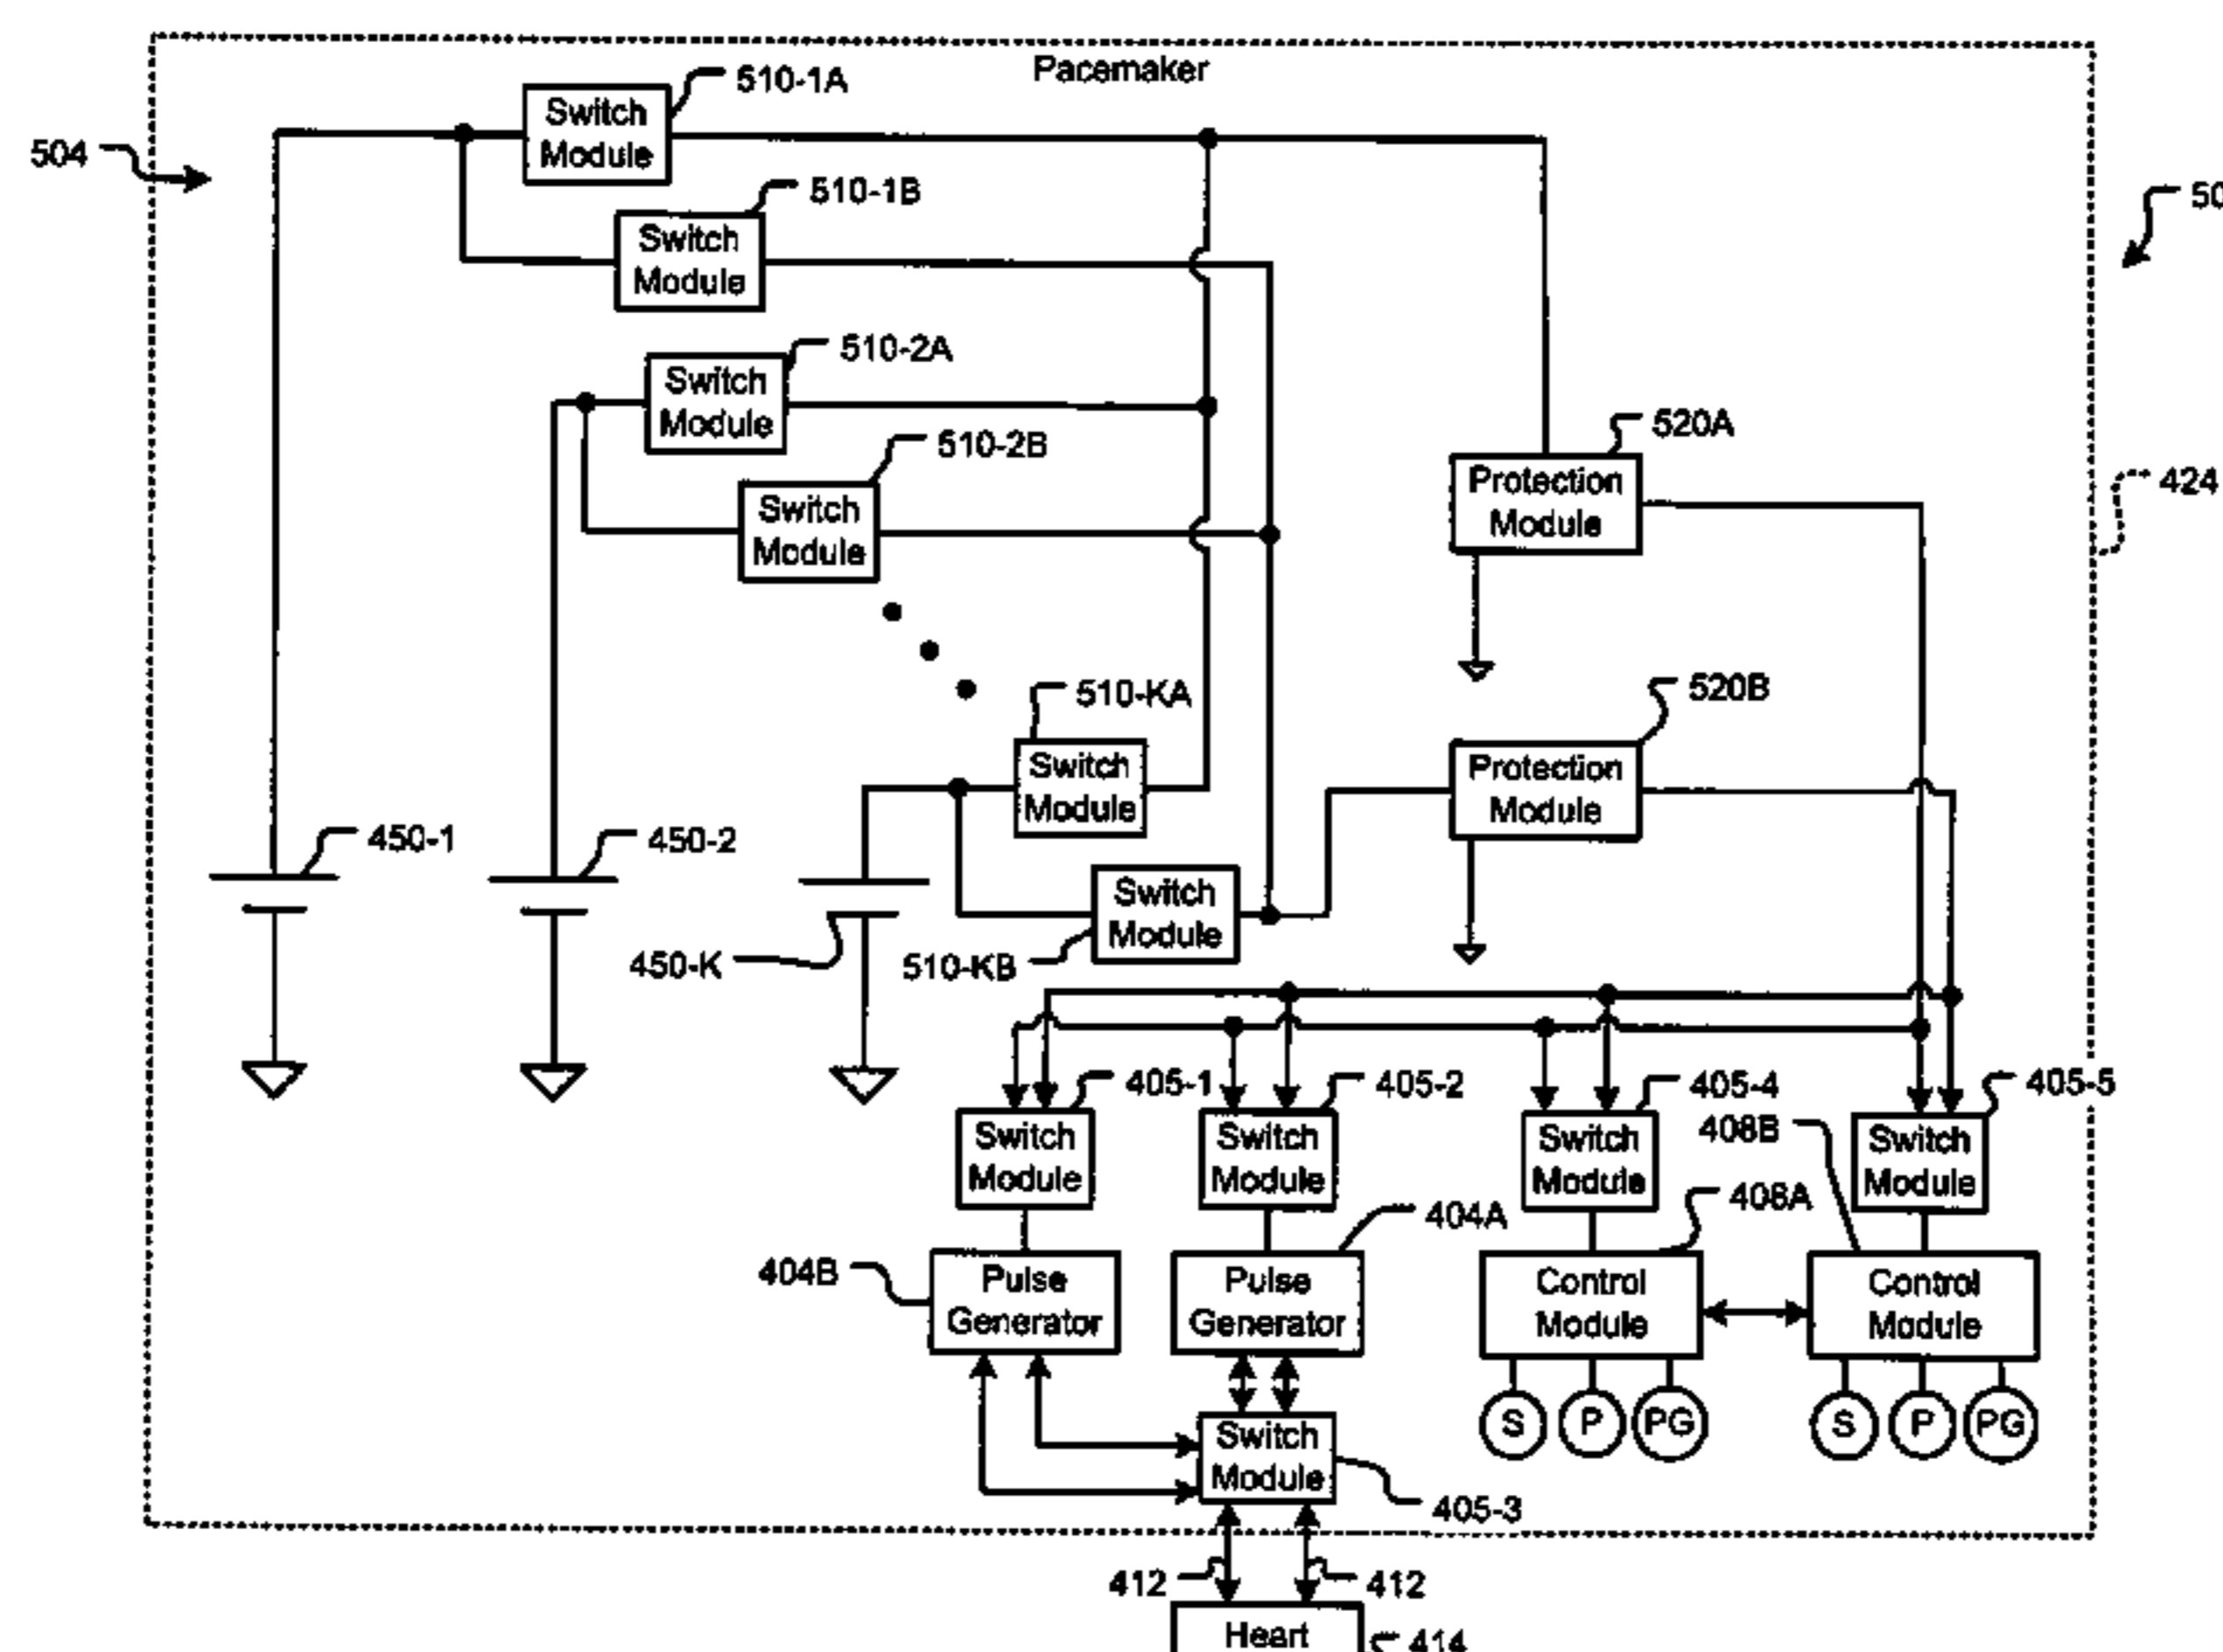 Pacemaker
510-1A
Switch
Module
504
510-1B
Switch
Module
50
510-2A
Switch
Module
510-2B
Switch
Module
520A
Protection
Module
424
510-KA
Switch
Module
520B
Protection
Module
450-1
450-2
450-K
Switch
Module
510-KB
405-1
405-2
405-4
405-5
408B
Switch
Module
Switch
Module
Switch
Module
Switch
Module
404B
404A
408A
Pulse
Generator
Pulse
Generator
Control
Module
Control
Module
S
P
PG
S
P
PG
Switch
Module
405-3
412
412
Heart
414